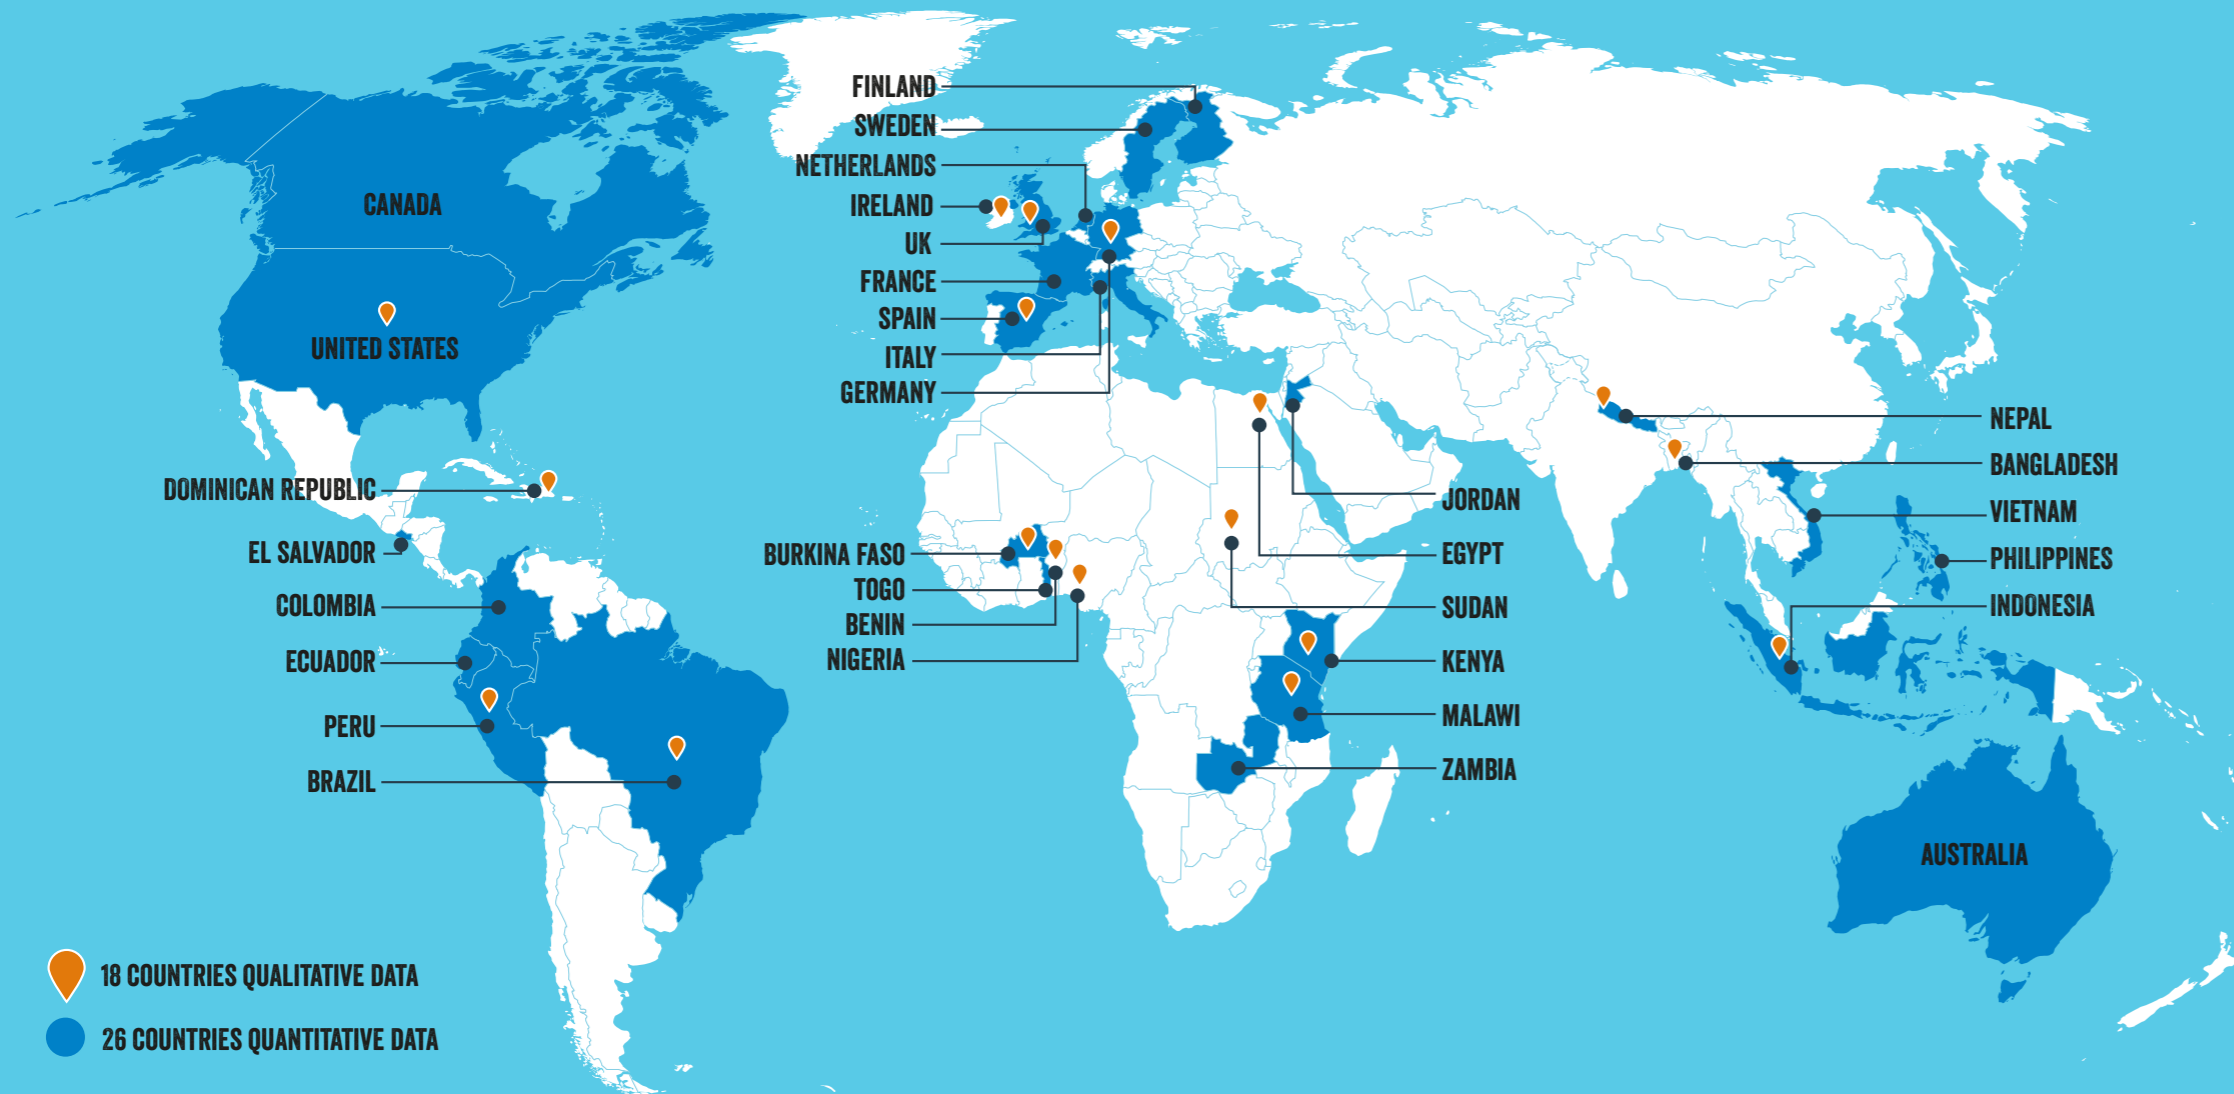 CANADA
UNITED STATES
DOMINICAN REPUBLIC
EL SALVADOR
COLOMBIA
ECUADOR
PERU
BRAZIL
FINLAND
SWEDEN
NETHERLANDS
IRELAND
UK
FRANCE
SPAIN
ITALY
GERMANY
BURKINA FASO
TOGO
BENIN
NIGERIA
JORDAN
EGYPT
SUDAN
KENYA
MALAWI
ZAMBIA
NEPAL
BANGLADESH
VIETNAM
PHILIPPINES
INDONESIA
AUSTRALIA
18 COUNTRIES QUALITATIVE DATA
26 COUNTRIES QUANTITATIVE DATA